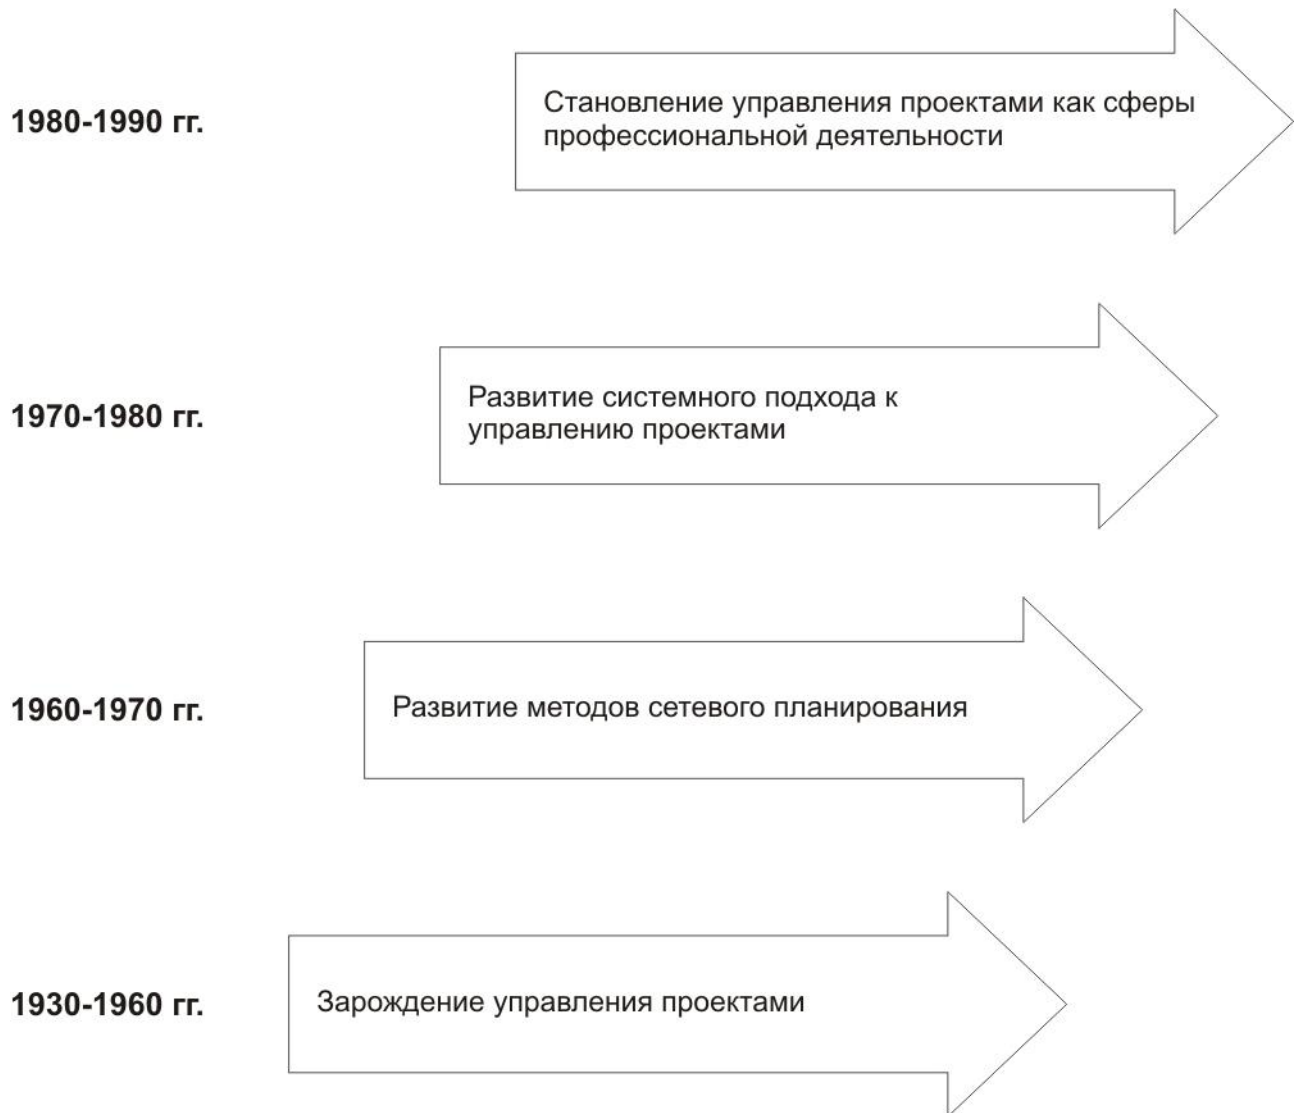 1980-1990 гг.
Становление управления проектами как сферы
профессиональной деятельности
1970-1980 гг.
Развитие системного подхода к
управлению проектами
1960-1970 гг.
Развитие методов сетевого планирования
1930-1960 гг.
Зарождение управления проектами